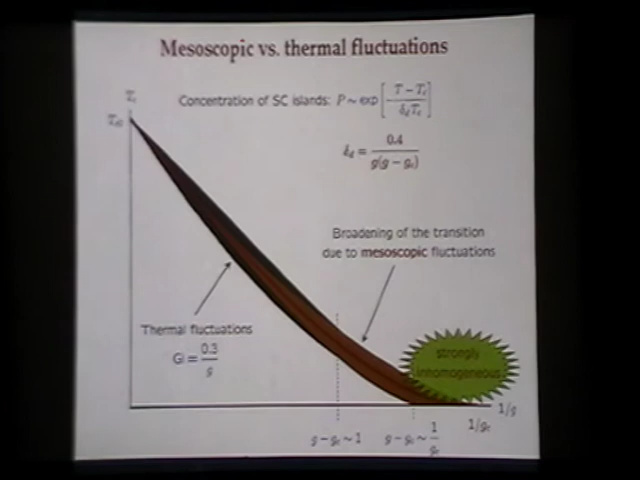 Mesoscopic vs. thermal fluctuations
T_c
Concentration of SC islands: P ~ exp[ T − T_c / δ_d T_c ]
T_c0
δ_d = 0.4 / g(g − g_c)
Broadening of the transition
due to mesoscopic fluctuations
Thermal fluctuations
Gi = 0.3 / g
strongly
inhomogeneous
1/g
1/g_c
g − g_c ~ 1
g − g_c ~ 1 / g_c